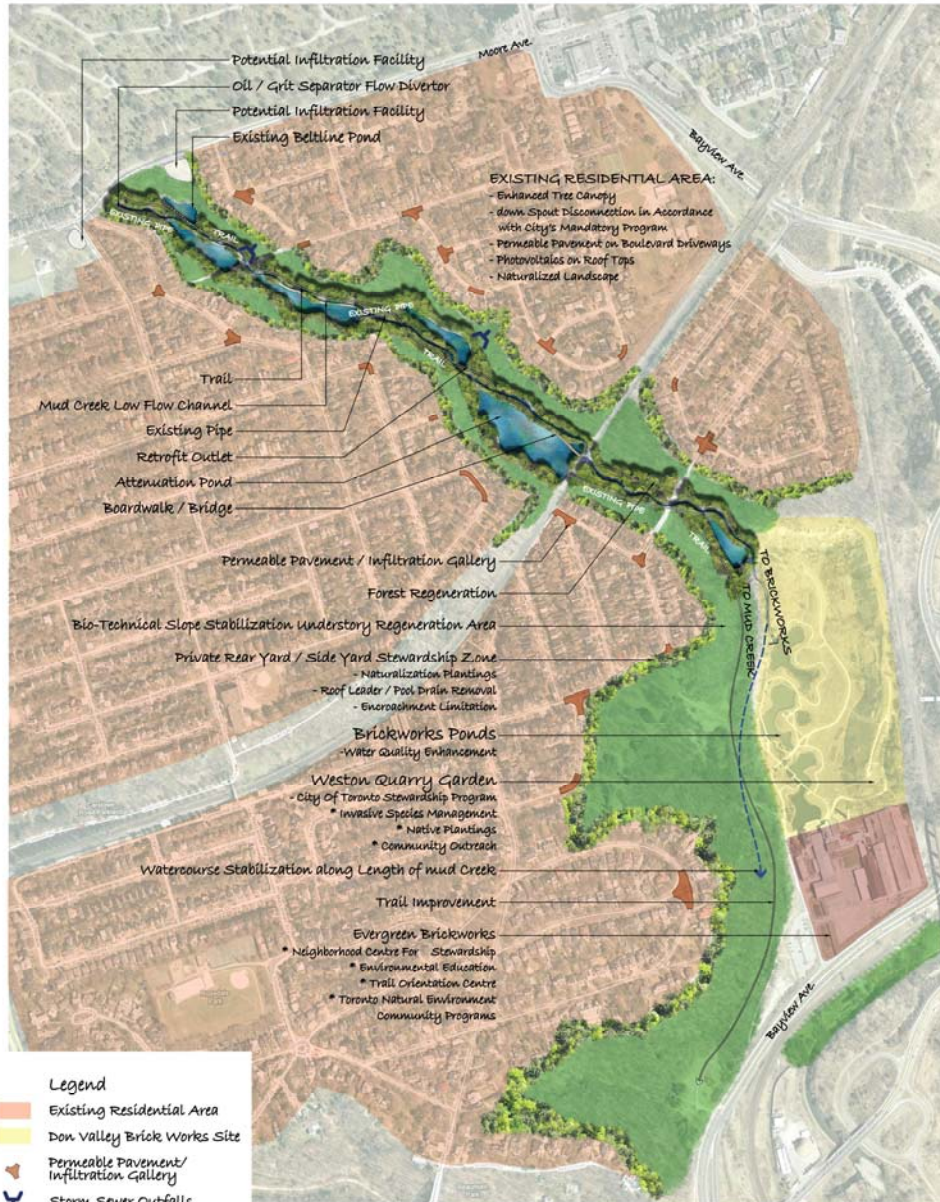 Moore Ave.
Potential Infiltration Facility
Oil / Grit Separator Flow Divertor
Potential Infiltration Facility
Existing Beltline Pond
Bayview Ave.
EXISTING RESIDENTIAL AREA:
- Enhanced Tree Canopy
- down Spout Disconnection in Accordance
with City's Mandatory Program
- Permeable Pavement on Boulevard Driveways
- Photovoltaics on Roof Tops
- Naturalized Landscape
EXISTING PIPE
TRAIL
EXISTING PIPE
TRAIL
Trail
Mud Creek Low Flow Channel
Existing Pipe
Retrofit Outlet
Attenuation Pond
Boardwalk / Bridge
EXISTING PIPE
TRAIL
TO BRICKWORKS
TO MUD CREEK
Permeable Pavement / Infiltration Gallery
Forest Regeneration
Bio-Technical Slope Stabilization Understory Regeneration Area
Private Rear Yard / Side Yard Stewardship Zone
- Naturalization Plantings
- Roof Leader / Pool Drain Removal
- Encroachment Limitation
Brickworks Ponds
-Water Quality Enhancement
Weston Quarry Garden
- City Of Toronto Stewardship Program
* Invasive Species Management
* Native Plantings
* Community Outreach
Watercourse Stabilization along Length of mud Creek
Trail Improvement
Evergreen Brickworks
* Neighborhood Centre For Stewardship
* Environmental Education
* Trail Orientation Centre
* Toronto Natural Environment
Community Programs
Bayview Ave.
Legend
Existing Residential Area
Don Valley Brick Works Site
Permeable Pavement/
Infiltration Gallery
Storm Sewer Outfalls